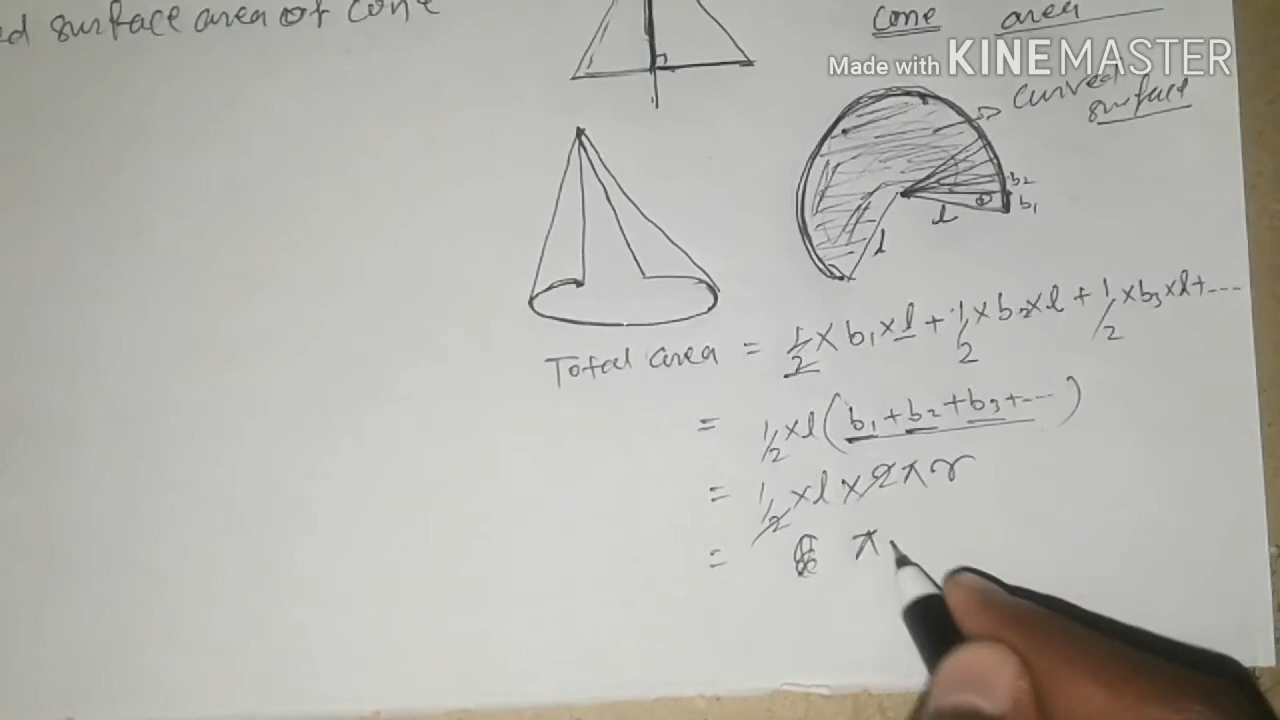 ed surface area of cone
cone area
Made with KINEMASTER
curved
surface
b2
b1
θ
l
l
Total area = 1/2 × b1 × l + 1/2 × b2 × l + 1/2 × b3 × l + ----
= 1/2 × l ( b1 + b2 + b3 + --- )
= 1/2 × l × 2πr
= π